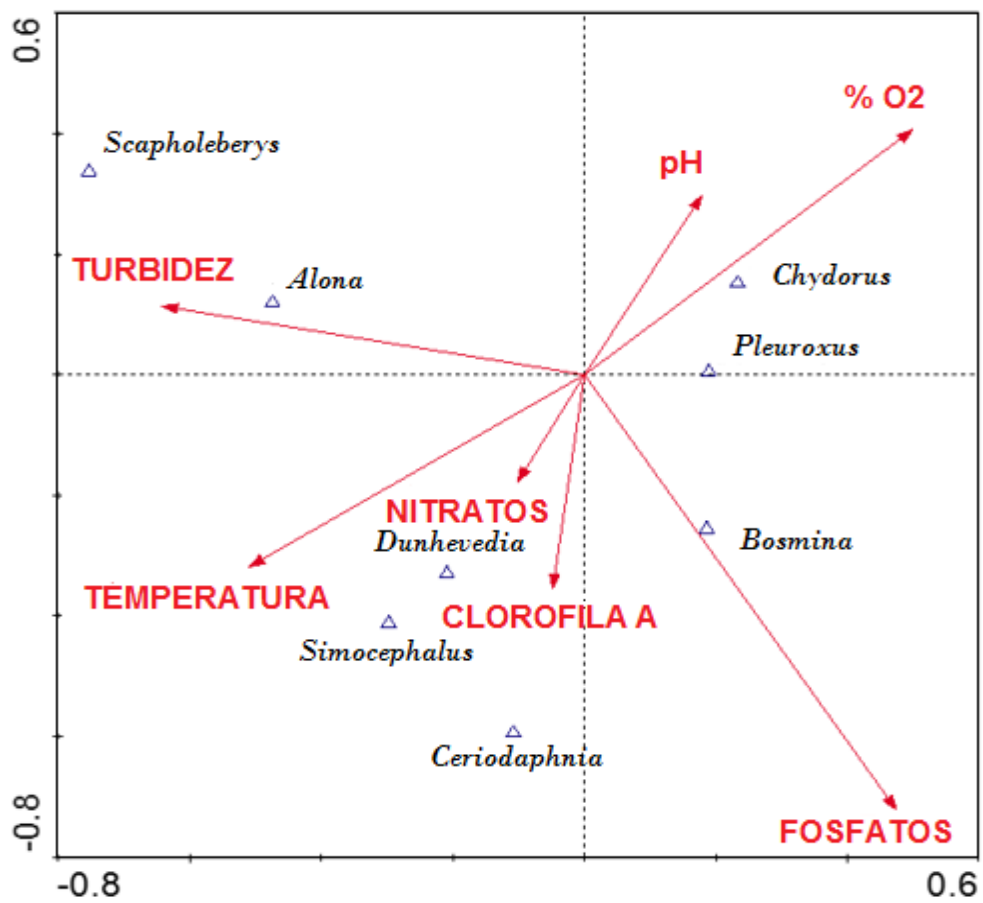 0.6
% O2
Scapholeberys
pH
TURBIDEZ
Alona
Chydorus
Pleuroxus
NITRATOS
Dunhevedia
Bosmina
TEMPERATURA
CLOROFILA A
Simocephalus
Ceriodaphnia
-0.8
FOSFATOS
-0.8
0.6